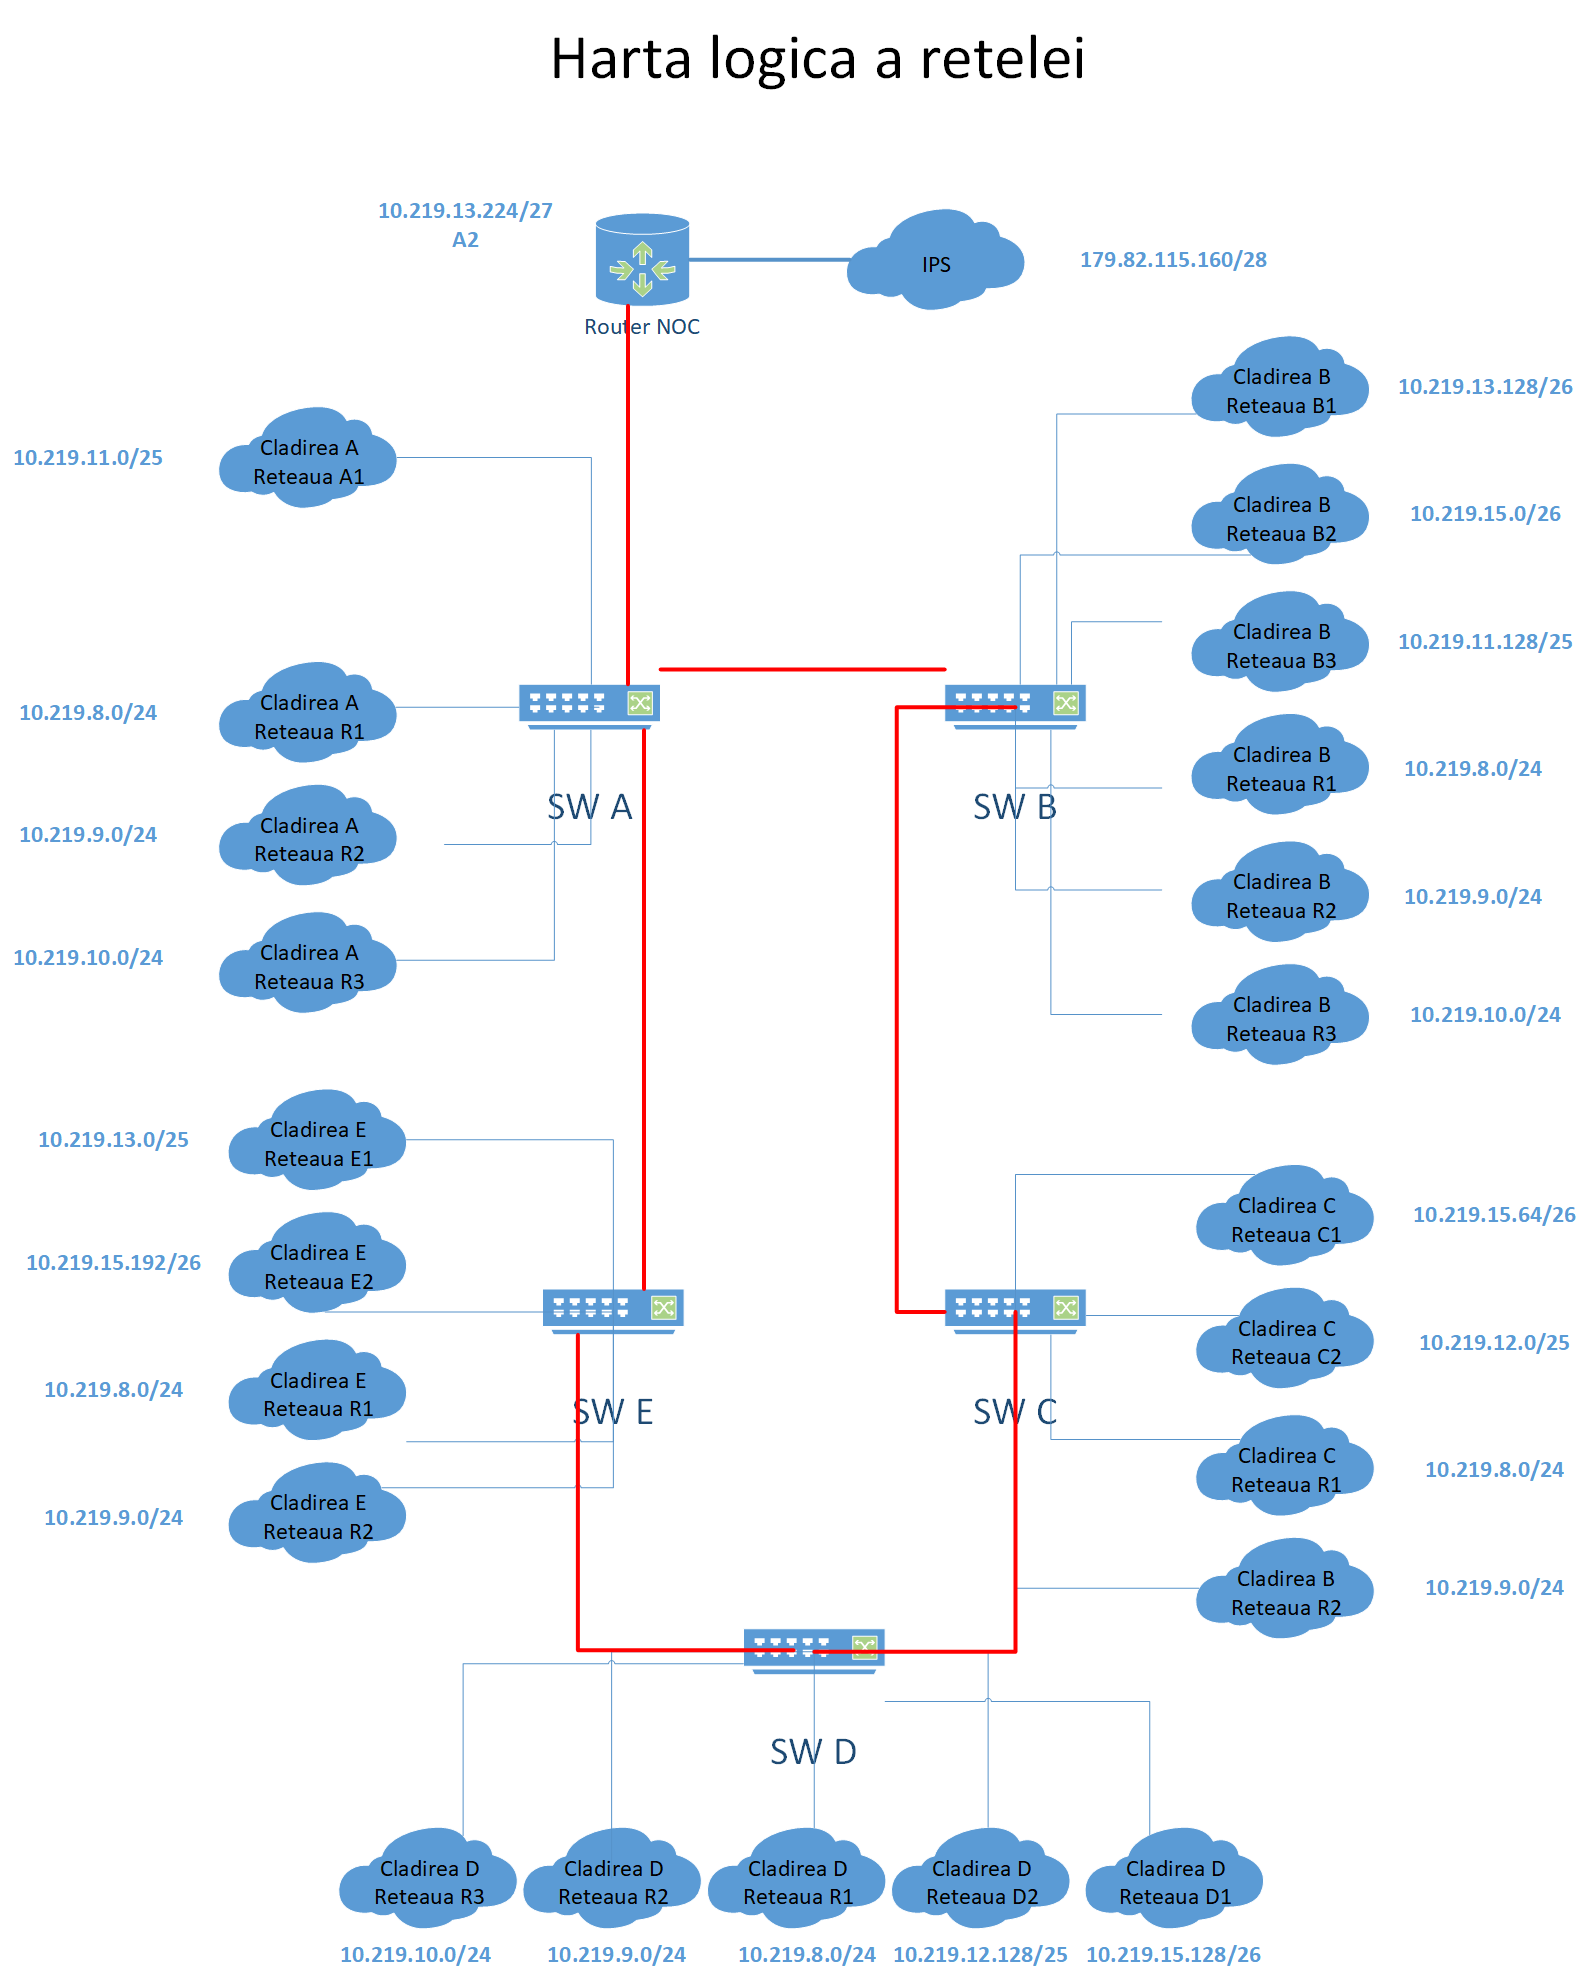 Harta logica a retelei
10.219.13.224/27
A2
IPS
179.82.115.160/28
Router NOC
Cladirea A
Reteaua A1
10.219.11.0/25
Cladirea A
Reteaua R1
10.219.8.0/24
Cladirea A
Reteaua R2
10.219.9.0/24
Cladirea A
Reteaua R3
10.219.10.0/24
SW A
Cladirea B
Reteaua B1
10.219.13.128/26
Cladirea B
Reteaua B2
10.219.15.0/26
Cladirea B
Reteaua B3
10.219.11.128/25
Cladirea B
Reteaua R1
10.219.8.0/24
Cladirea B
Reteaua R2
10.219.9.0/24
Cladirea B
Reteaua R3
10.219.10.0/24
SW B
Cladirea E
Reteaua E1
10.219.13.0/25
Cladirea E
Reteaua E2
10.219.15.192/26
Cladirea E
Reteaua R1
10.219.8.0/24
Cladirea E
Reteaua R2
10.219.9.0/24
SW E
Cladirea C
Reteaua C1
10.219.15.64/26
Cladirea C
Reteaua C2
10.219.12.0/25
Cladirea C
Reteaua R1
10.219.8.0/24
Cladirea B
Reteaua R2
10.219.9.0/24
SW C
SW D
Cladirea D
Reteaua R3
10.219.10.0/24
Cladirea D
Reteaua R2
10.219.9.0/24
Cladirea D
Reteaua R1
10.219.8.0/24
Cladirea D
Reteaua D2
10.219.12.128/25
Cladirea D
Reteaua D1
10.219.15.128/26